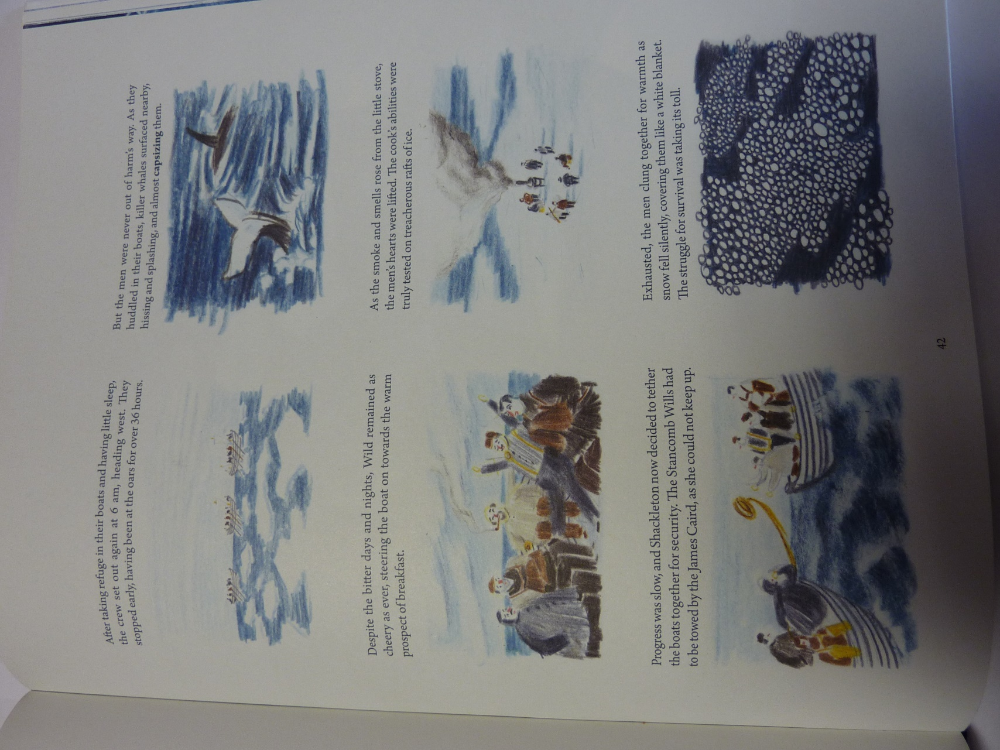 After taking refuge in their boats and having little sleep,
the crew set out again at 6 am, heading west. They
stopped early, having been at the oars for over 36 hours.
But the men were never out of harm's way. As they
huddled in their boats, killer whales surfaced nearby,
hissing and splashing, and almost capsizing them.
Despite the bitter days and nights, Wild remained as
cheery as ever, steering the boat on towards the warm
prospect of breakfast.
As the smoke and smells rose from the little stove,
the men's hearts were lifted. The cook's abilities were
truly tested on treacherous rafts of ice.
Progress was slow, and Shackleton now decided to tether
the boats together for security. The Stancomb Wills had
to be towed by the James Caird, as she could not keep up.
Exhausted, the men clung together for warmth as
snow fell silently, covering them like a white blanket.
The struggle for survival was taking its toll.
42